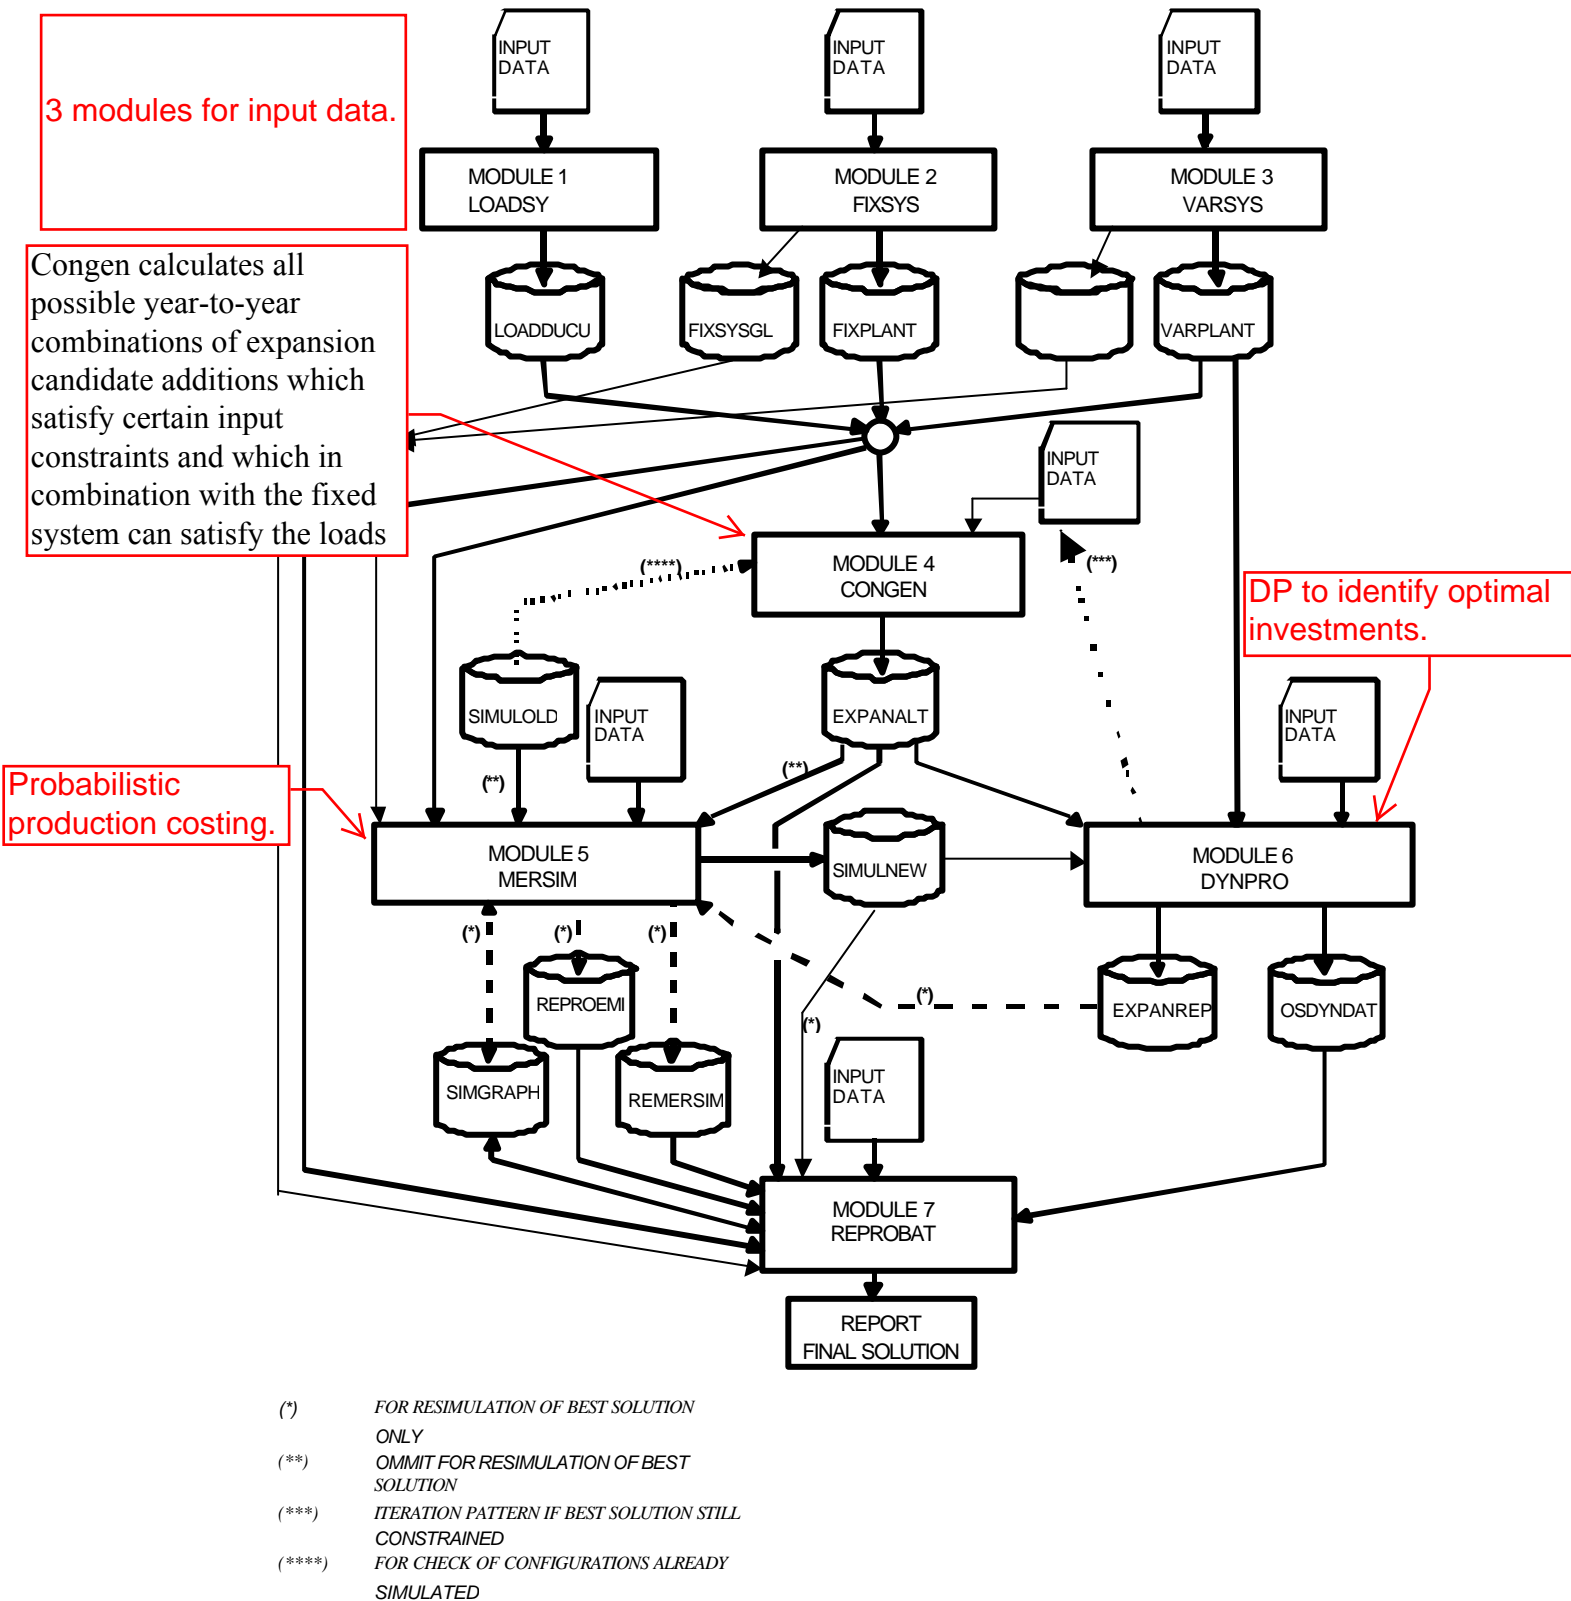 INPUT
DATA
INPUT
DATA
INPUT
DATA
3 modules for input data.
MODULE 1
LOADSY
MODULE 2
FIXSYS
MODULE 3
VARSYS
Congen calculates all
possible year-to-year
combinations of expansion
candidate additions which
satisfy certain input
constraints and which in
combination with the fixed
system can satisfy the loads
LOADDUCU
FIXSYSGL
FIXPLANT
VARPLANT
INPUT
DATA
(****)
MODULE 4
CONGEN
(***)
DP to identify optimal
investments.
SIMULOLD
INPUT
DATA
EXPANALT
INPUT
DATA
(**)
(**)
Probabilistic
production costing.
MODULE 5
MERSIM
SIMULNEW
MODULE 6
DYNPRO
(*)
(*)
(*)
REPROEMI
(*)
(*)
EXPANREP
OSDYNDAT
SIMGRAPH
REMERSIM
INPUT
DATA
MODULE 7
REPROBAT
REPORT
FINAL SOLUTION
(*) FOR RESIMULATION OF BEST SOLUTION
ONLY
(**) OMMIT FOR RESIMULATION OF BEST
SOLUTION
(***) ITERATION PATTERN IF BEST SOLUTION STILL
CONSTRAINED
(****) FOR CHECK OF CONFIGURATIONS ALREADY
SIMULATED